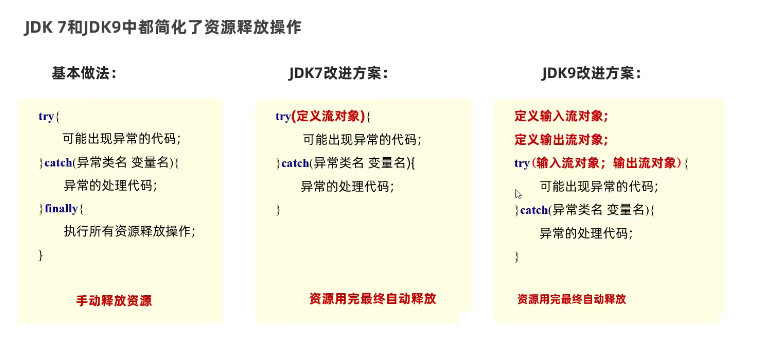 JDK 7和JDK9中都简化了资源释放操作
基本做法：
try{
可能出现异常的代码;
}catch(异常类名 变量名){
异常的处理代码;
}finally{
执行所有资源释放操作;
}
手动释放资源
JDK7改进方案：
try(定义流对象){
可能出现异常的代码;
}catch(异常类名 变量名){
异常的处理代码;
}
资源用完最终自动释放
JDK9改进方案：
定义输入流对象;
定义输出流对象;
try(输入流对象；输出流对象){
可能出现异常的代码;
}catch(异常类名 变量名){
异常的处理代码;
}
资源用完最终自动释放